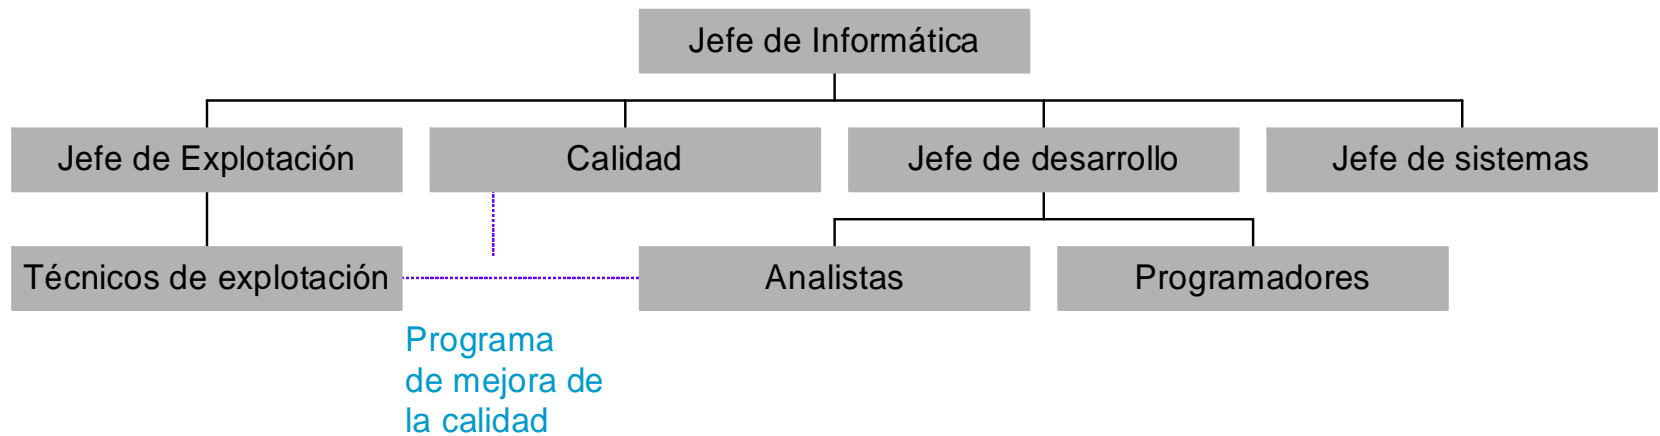 Jefe de Informática
Jefe de Explotación
Calidad
Jefe de desarrollo
Jefe de sistemas
Técnicos de explotación
Analistas
Programadores
Programa
de mejora de
la calidad